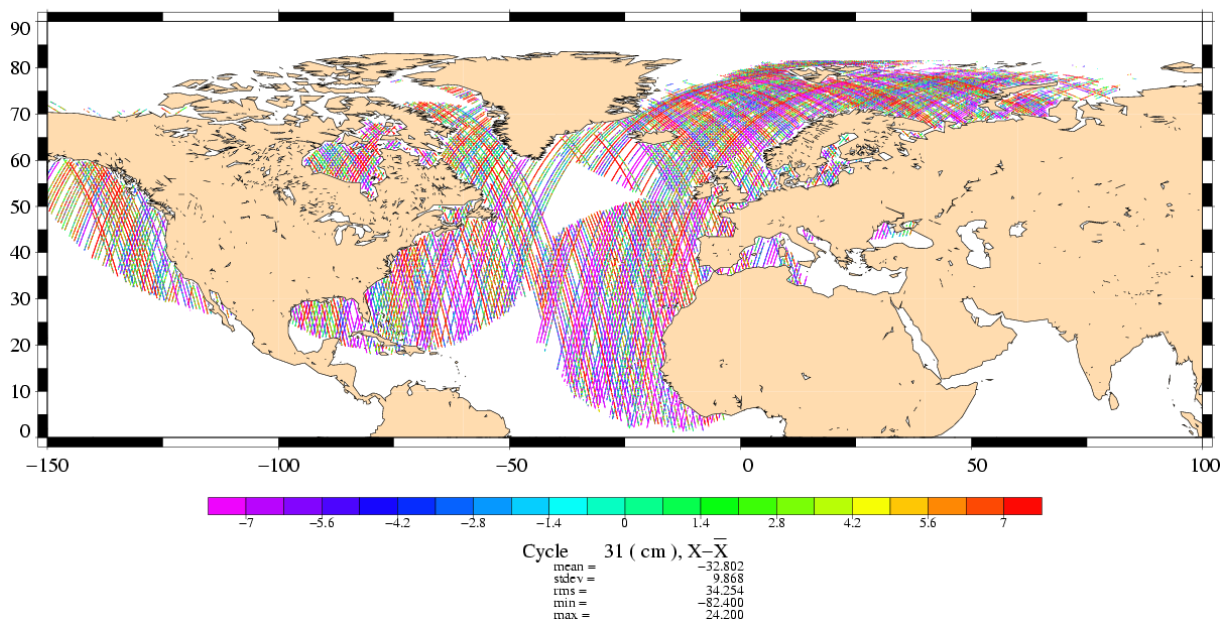 90
80
70
60
50
40
30
20
10
0
−150 −100 −50 0 50 100
−7 −5.6 −4.2 −2.8 −1.4 0 1.4 2.8 4.2 5.6 7
Cycle 31 ( cm ), X−X̅
mean = −32.802
stdev = 9.868
rms = 34.254
min = −82.400
max = 24.200